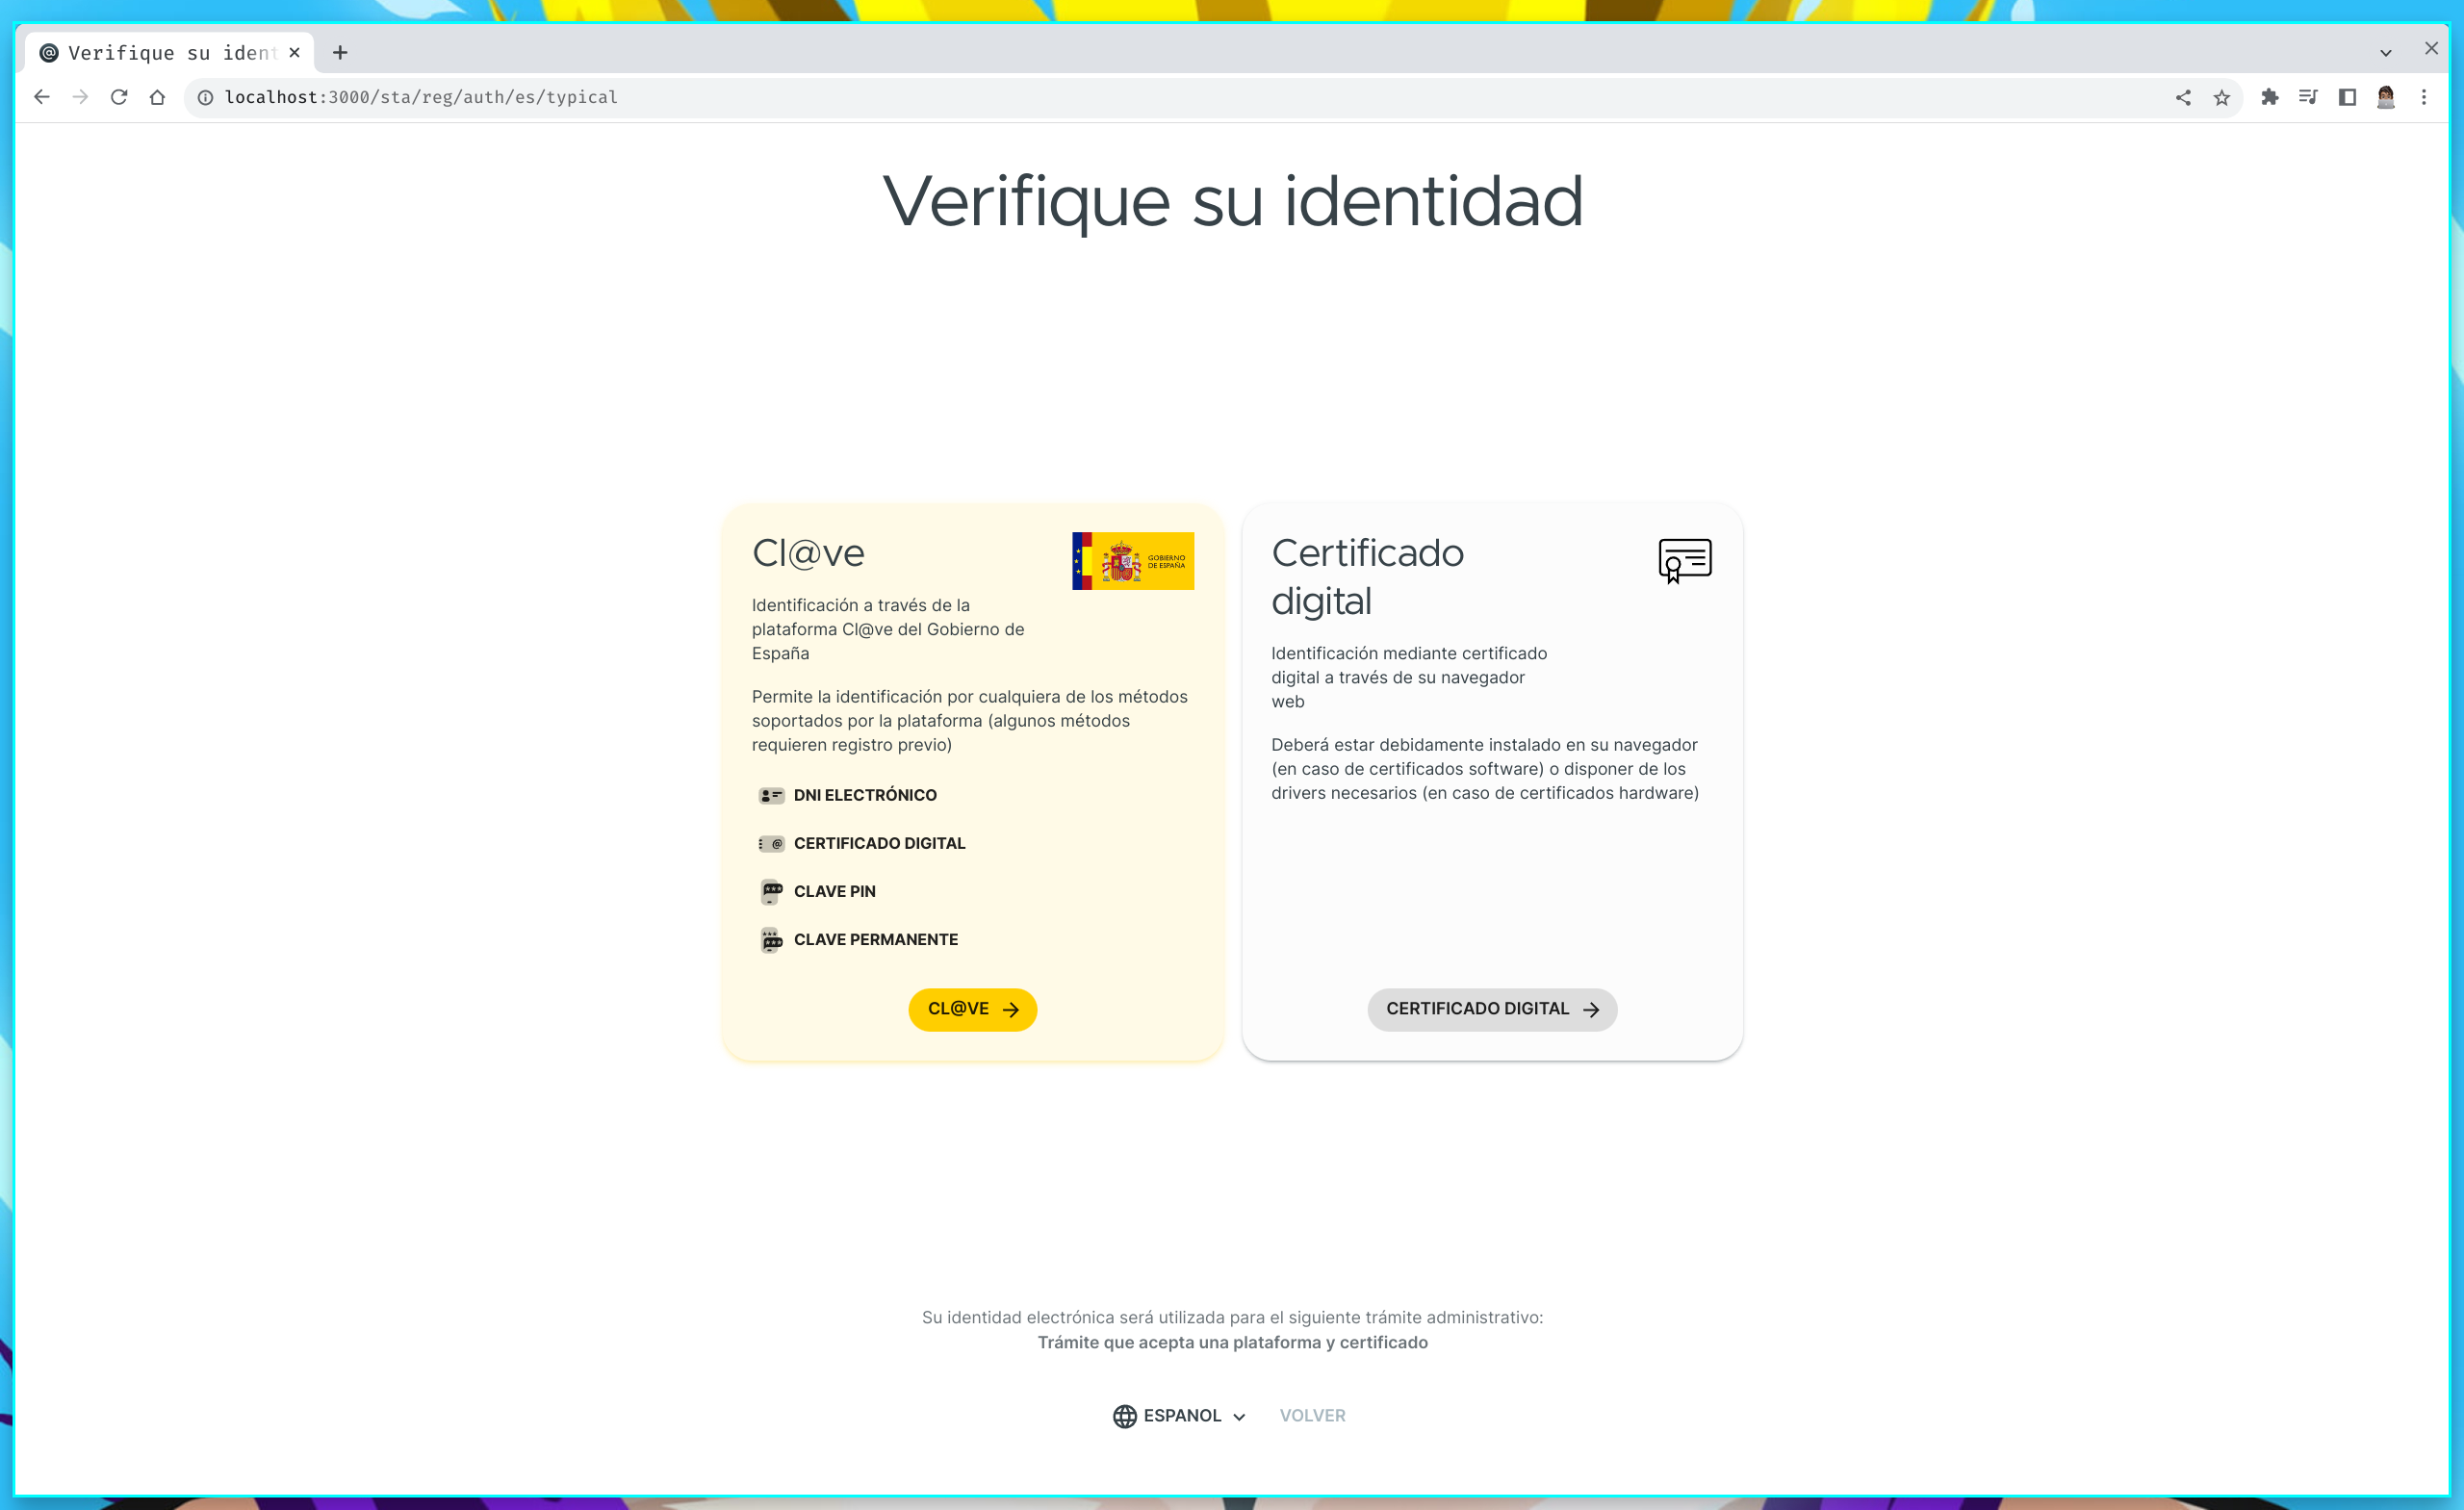 Verifique su ident
localhost:3000/sta/reg/auth/es/typical
Verifique su identidad
Cl@ve
GOBIERNO
DE ESPAÑA
Identificación a través de la
plataforma Cl@ve del Gobierno de
España
Permite la identificación por cualquiera de los métodos
soportados por la plataforma (algunos métodos
requieren registro previo)
DNI ELECTRÓNICO
CERTIFICADO DIGITAL
CLAVE PIN
CLAVE PERMANENTE
CL@VE
Certificado
digital
Identificación mediante certificado
digital a través de su navegador
web
Deberá estar debidamente instalado en su navegador
(en caso de certificados software) o disponer de los
drivers necesarios (en caso de certificados hardware)
CERTIFICADO DIGITAL
Su identidad electrónica será utilizada para el siguiente trámite administrativo:
Trámite que acepta una plataforma y certificado
ESPANOL
VOLVER